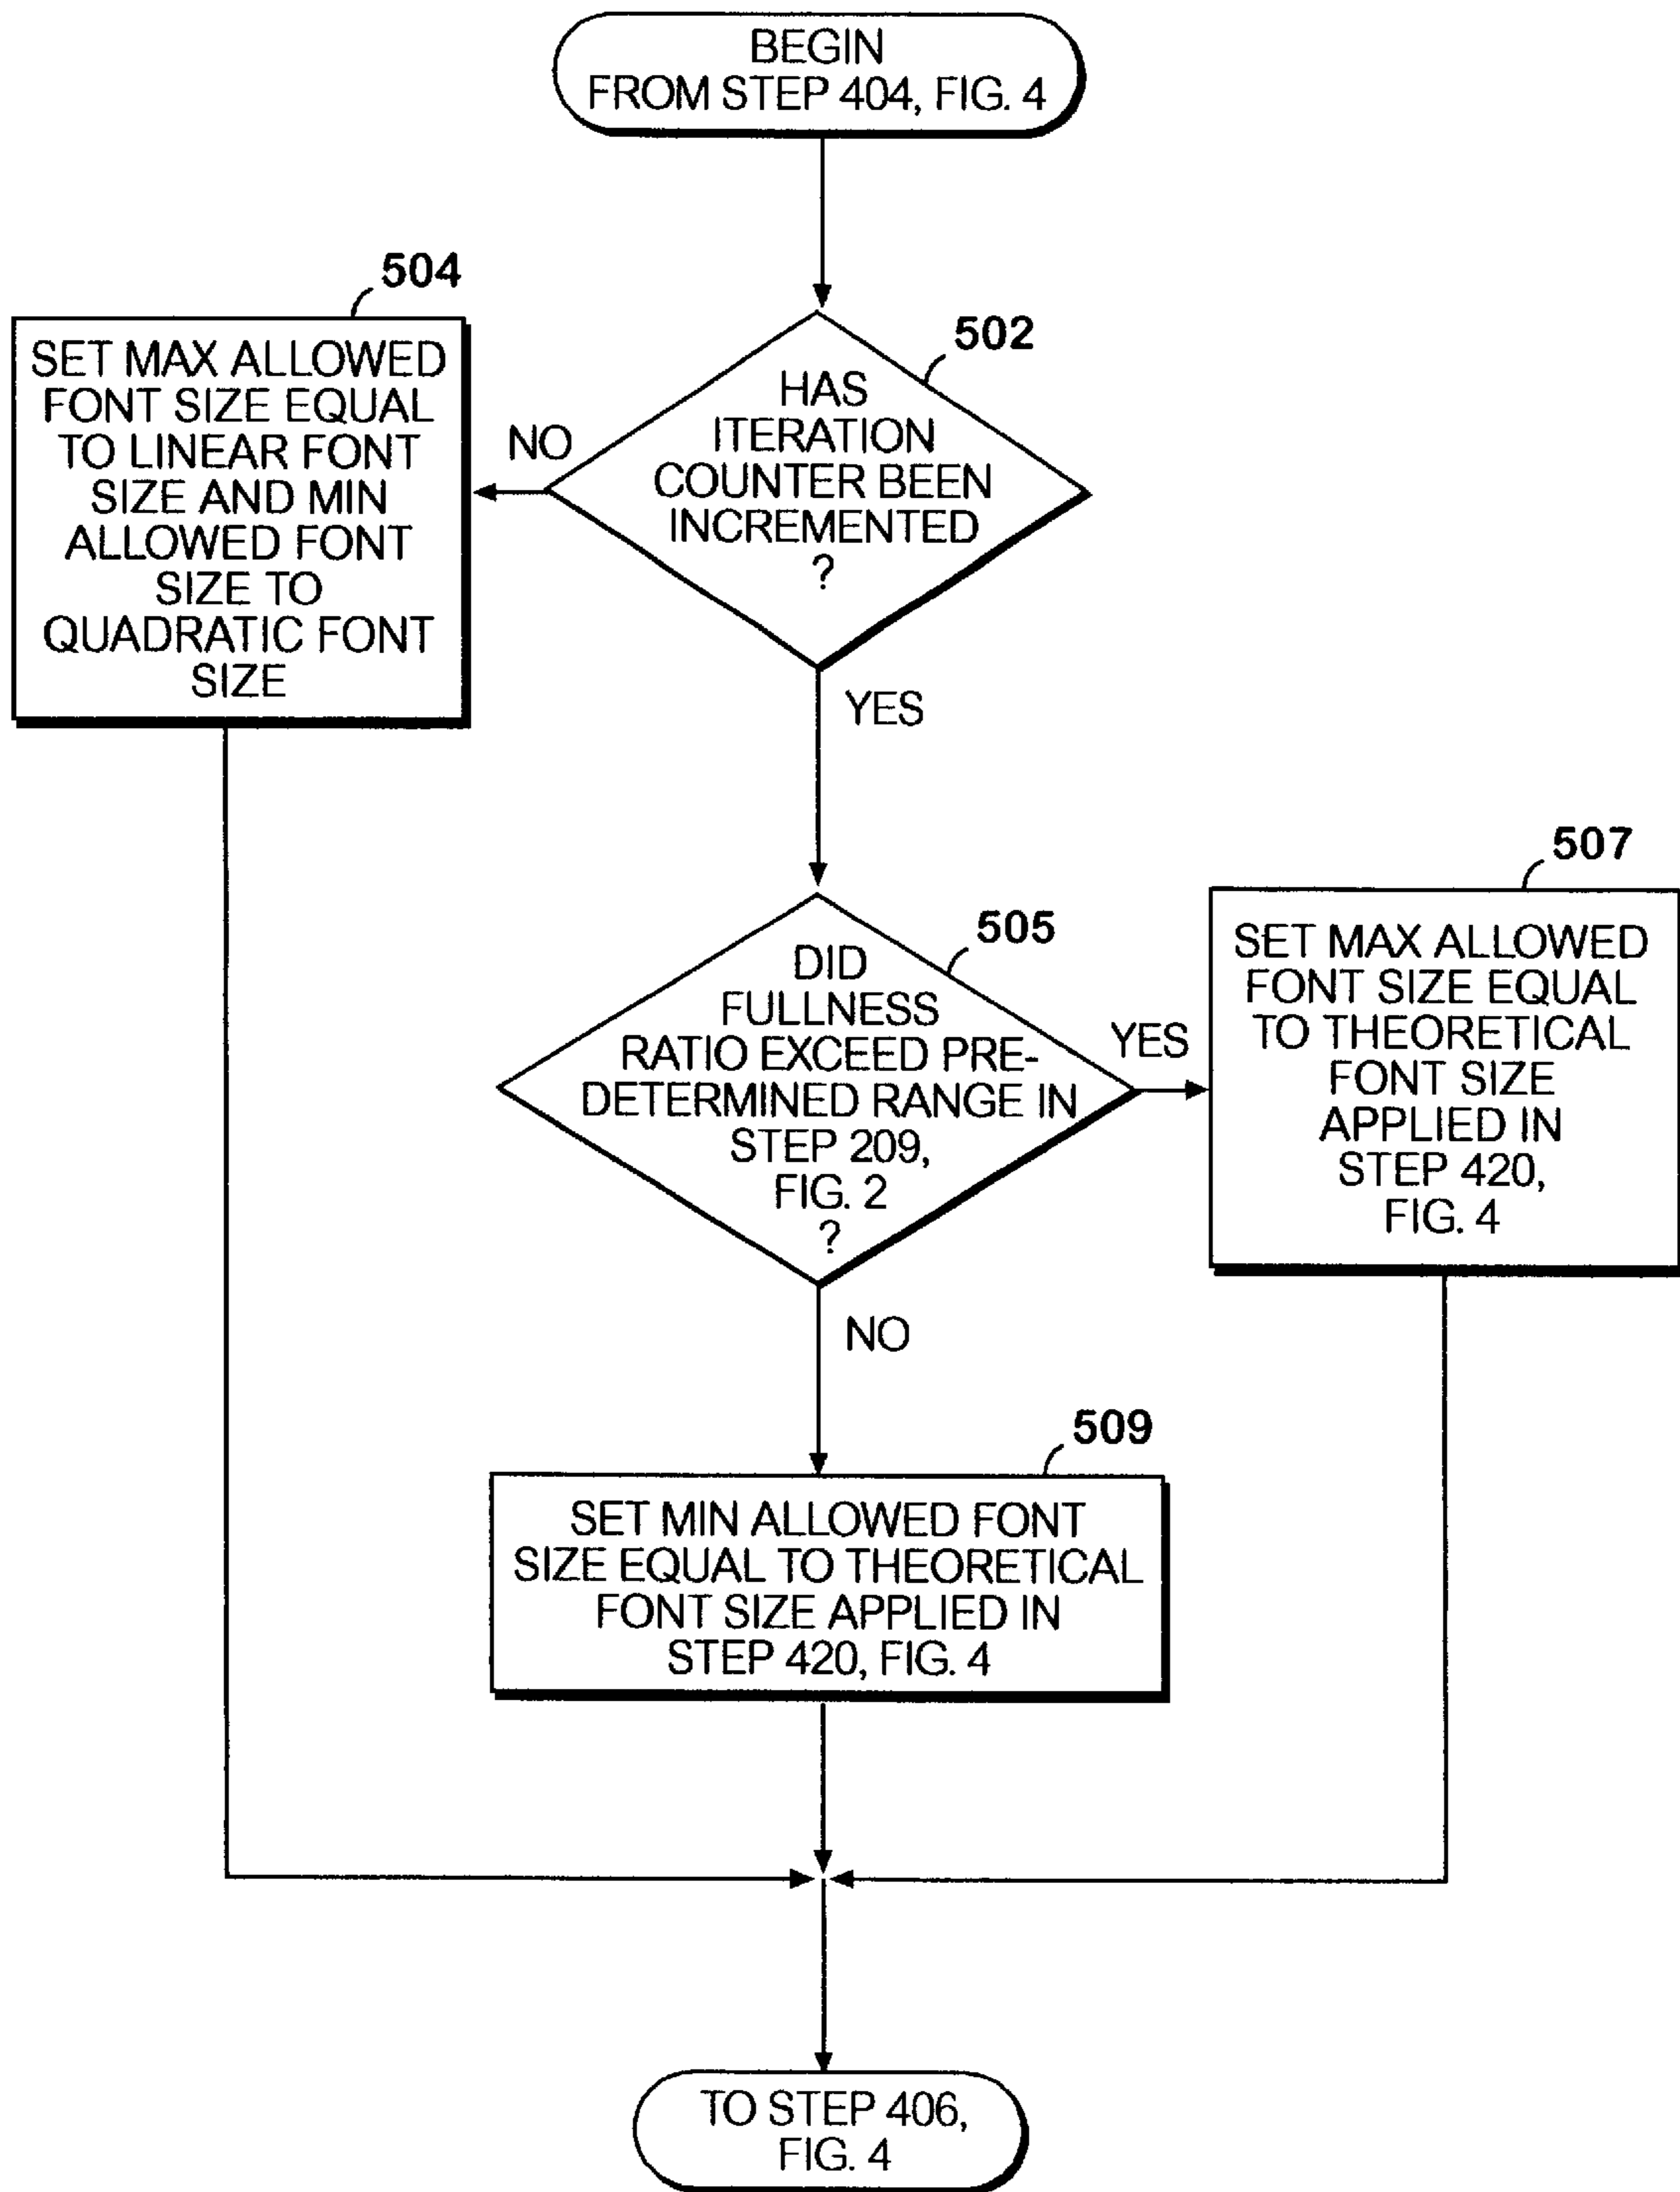 BEGIN
FROM STEP 404, FIG. 4
504
SET MAX ALLOWED
FONT SIZE EQUAL
TO LINEAR FONT
SIZE AND MIN
ALLOWED FONT
SIZE TO
QUADRATIC FONT
SIZE
NO
502
HAS
ITERATION
COUNTER BEEN
INCREMENTED
?
YES
505
DID
FULLNESS
RATIO EXCEED PRE-
DETERMINED RANGE IN
STEP 209,
FIG. 2
?
YES
507
SET MAX ALLOWED
FONT SIZE EQUAL
TO THEORETICAL
FONT SIZE
APPLIED IN
STEP 420,
FIG. 4
NO
509
SET MIN ALLOWED FONT
SIZE EQUAL TO THEORETICAL
FONT SIZE APPLIED IN
STEP 420, FIG. 4
TO STEP 406,
FIG. 4